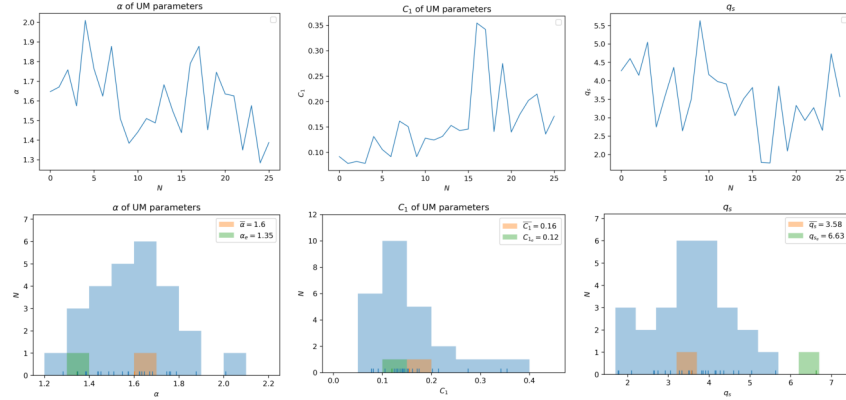 α of UM parameters
2.0
1.9
1.8
1.7
1.6
1.5
1.4
1.3
α
0 5 10 15 20 25
N
C₁ of UM parameters
0.35
0.30
0.25
0.20
0.15
0.10
C₁
0 5 10 15 20 25
N
qₛ
5.5
5.0
4.5
4.0
3.5
3.0
2.5
2.0
qₛ
0 5 10 15 20 25
N
α of UM parameters
7
6
5
4
3
2
1
0
N
ᾱ = 1.6
αₑ = 1.35
1.2 1.4 1.6 1.8 2.0 2.2
α
C₁ of UM parameters
12
10
8
6
4
2
0
N
C̅₁ = 0.16
C₁ₑ = 0.12
0.0 0.1 0.2 0.3 0.4
C₁
qₛ
7
6
5
4
3
2
1
0
N
q̅ₛ = 3.58
qₛₑ = 6.63
2 3 4 5 6 7
qₛ